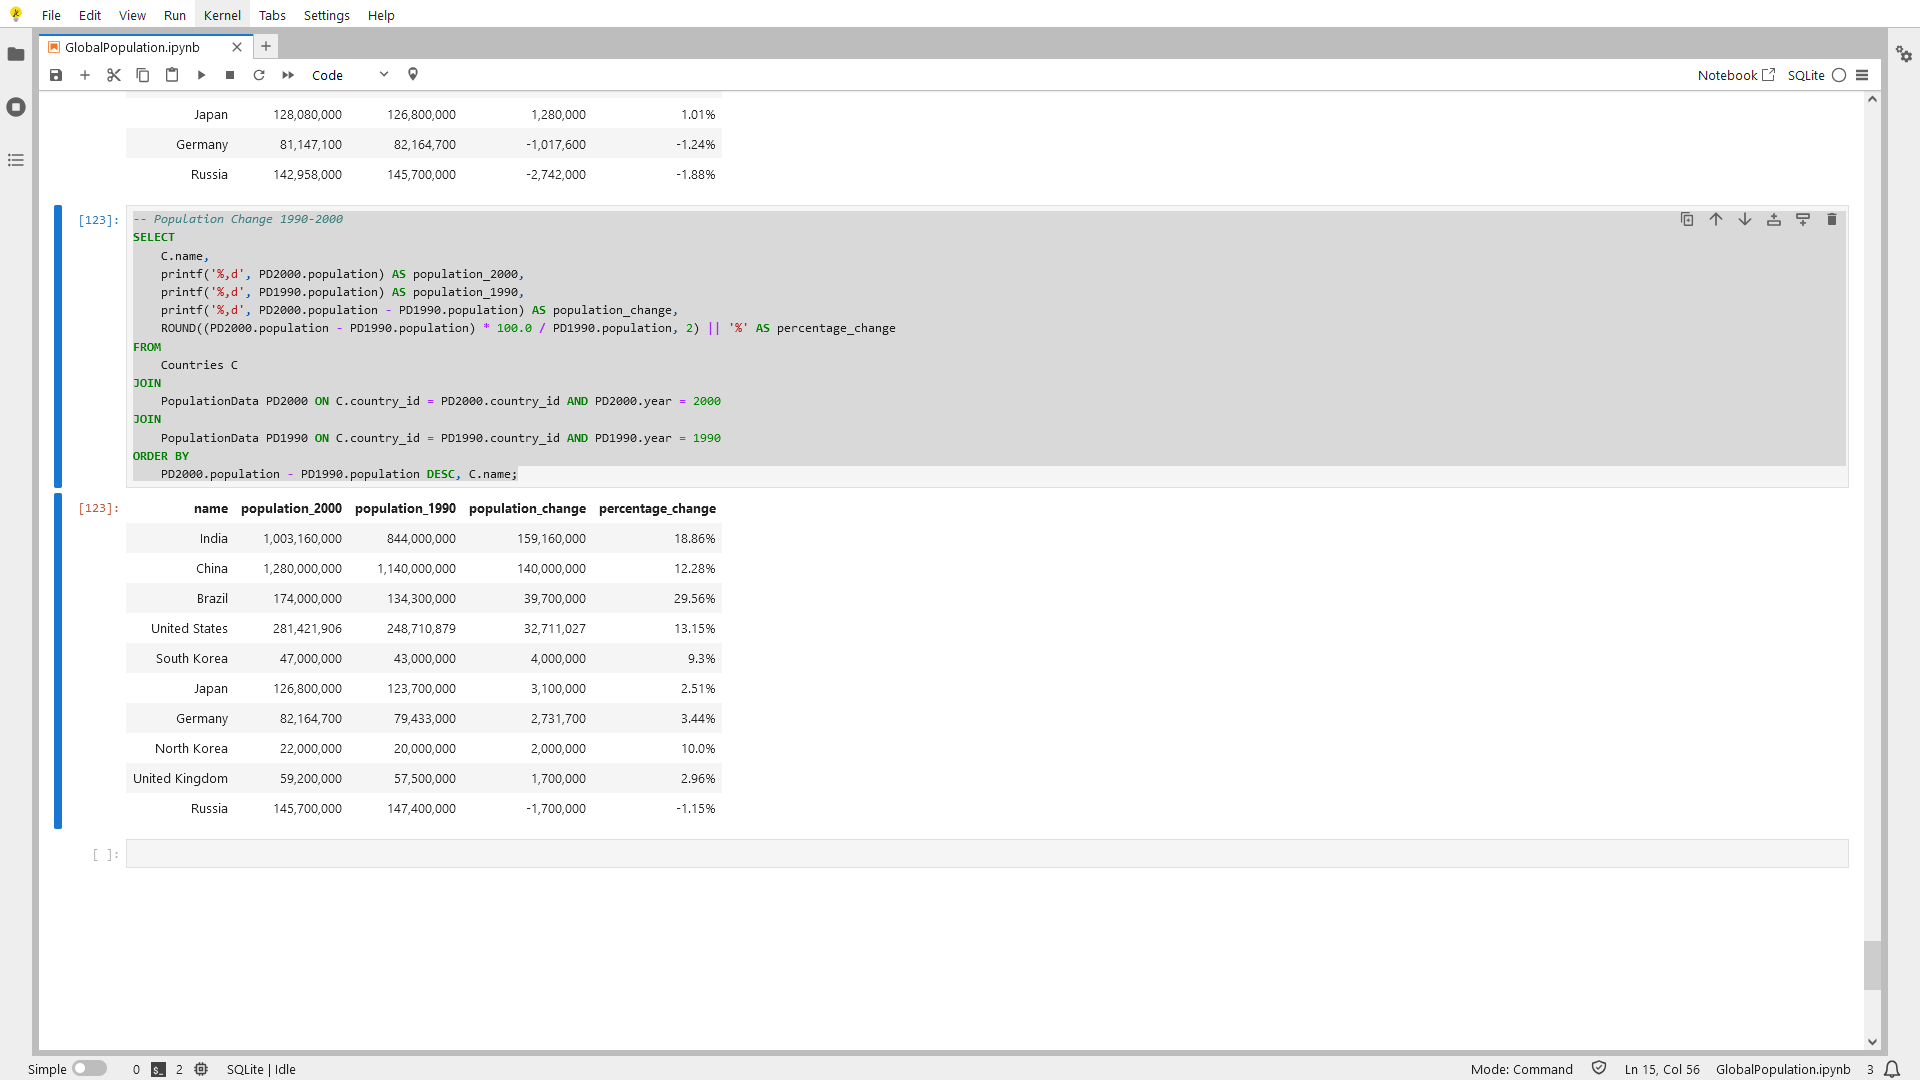 File Edit View Run Kernel Tabs Settings Help
GlobalPopulation.ipynb
Code
Notebook SQLite
Japan 128,080,000 126,800,000 1,280,000 1.01%
Germany 81,147,100 82,164,700 -1,017,600 -1.24%
Russia 142,958,000 145,700,000 -2,742,000 -1.88%
[123]: -- Population Change 1990-2000
SELECT
C.name,
printf('%,d', PD2000.population) AS population_2000,
printf('%,d', PD1990.population) AS population_1990,
printf('%,d', PD2000.population - PD1990.population) AS population_change,
ROUND((PD2000.population - PD1990.population) * 100.0 / PD1990.population, 2) || '%' AS percentage_change
FROM
Countries C
JOIN
PopulationData PD2000 ON C.country_id = PD2000.country_id AND PD2000.year = 2000
JOIN
PopulationData PD1990 ON C.country_id = PD1990.country_id AND PD1990.year = 1990
ORDER BY
PD2000.population - PD1990.population DESC, C.name;
[123]: name population_2000 population_1990 population_change percentage_change
India 1,003,160,000 844,000,000 159,160,000 18.86%
China 1,280,000,000 1,140,000,000 140,000,000 12.28%
Brazil 174,000,000 134,300,000 39,700,000 29.56%
United States 281,421,906 248,710,879 32,711,027 13.15%
South Korea 47,000,000 43,000,000 4,000,000 9.3%
Japan 126,800,000 123,700,000 3,100,000 2.51%
Germany 82,164,700 79,433,000 2,731,700 3.44%
North Korea 22,000,000 20,000,000 2,000,000 10.0%
United Kingdom 59,200,000 57,500,000 1,700,000 2.96%
Russia 145,700,000 147,400,000 -1,700,000 -1.15%
[ ]:
Simple 0 $_ 2 SQLite | Idle Mode: Command Ln 15, Col 56 GlobalPopulation.ipynb 3